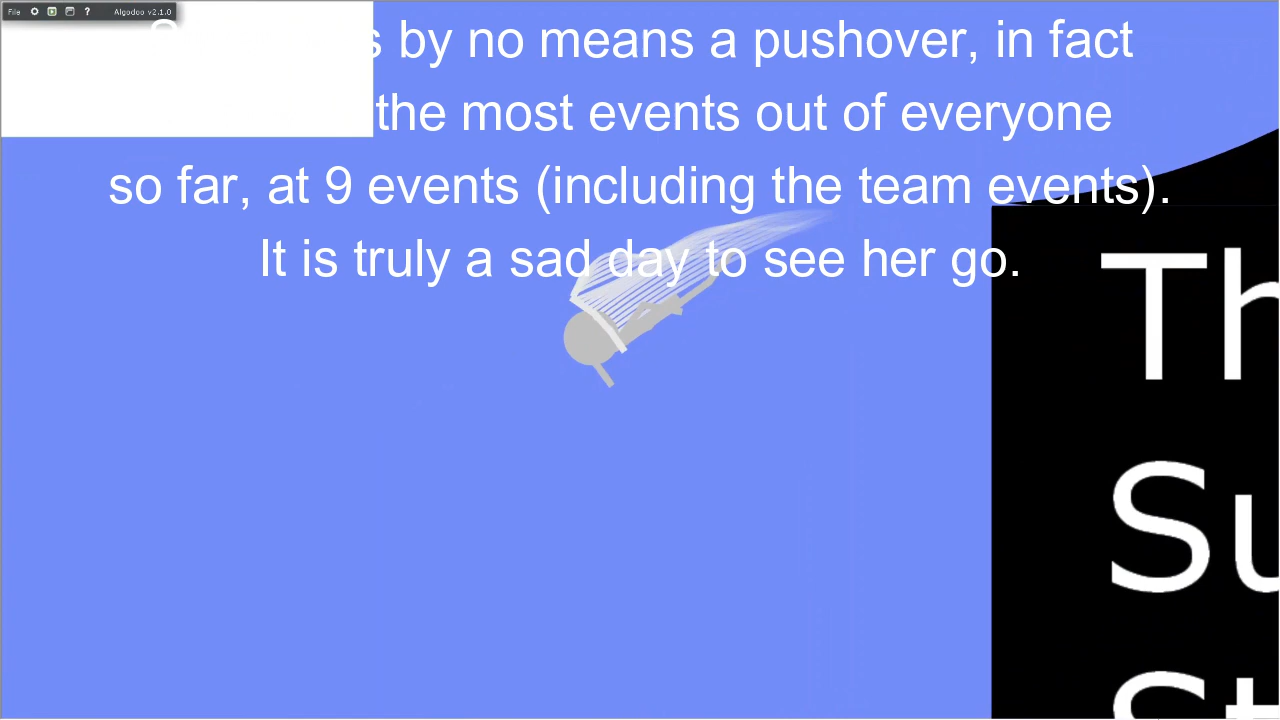 File ? Algodoo v2.1.0
by no means a pushover, in fact
the most events out of everyone
so far, at 9 events (including the team events).
It is truly a sad day to see her go.
Th
Su
St